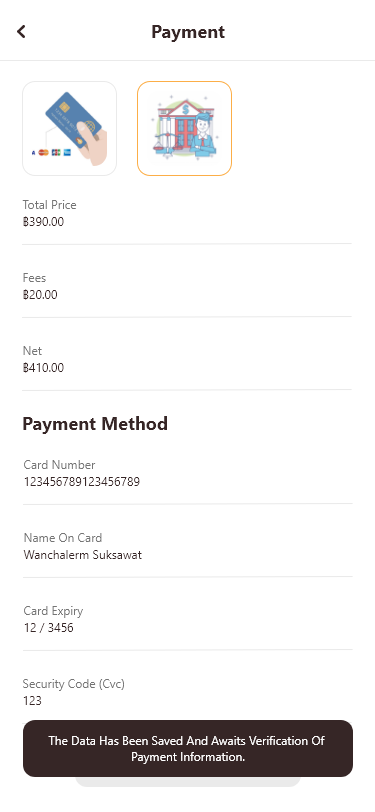 Payment
Total Price
฿390.00
Fees
฿20.00
Net
฿410.00
Payment Method
Card Number
123456789123456789
Name On Card
Wanchalerm Suksawat
Card Expiry
12 / 3456
Security Code (Cvc)
123
The Data Has Been Saved And Awaits Verification Of
Payment Information.